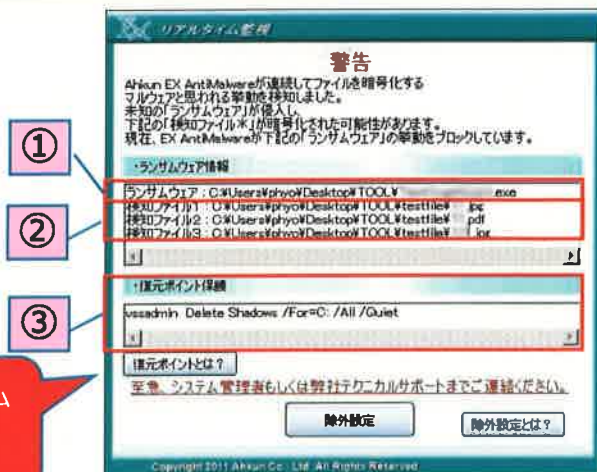 リアルタイム監視
警告
Ahkun EX AntiMalwareが連続してファイルを暗号化する
マルウェアと思われる挙動を検知しました。
未知の「ランサムウェア」が侵入し、
下記の「検知ファイル＊」が暗号化された可能性があります。
現在、EX AntiMalwareが下記の「ランサムウェア」の挙動をブロックしています。
・ランサムウェア情報
①
ランサムウェア：C:¥Users¥phyo¥Desktop¥TOOL¥ .exe
②
検知ファイル1：C:¥Users¥phyo¥Desktop¥TOOL¥testfile¥ .jpg
検知ファイル2：C:¥Users¥phyo¥Desktop¥TOOL¥testfile¥ .pdf
検知ファイル3：C:¥Users¥phyo¥Desktop¥TOOL¥testfile¥ .jpg
・復元ポイント保護
③
vssadmin Delete Shadows /For=C: /All /Quiet
復元ポイントとは？
至急、システム管理者もしくは弊社テクニカルサポートまでご連絡ください。
ム
除外設定
除外設定とは？
Copyright 2011 Ahkun Co., Ltd. All Rights Reserved